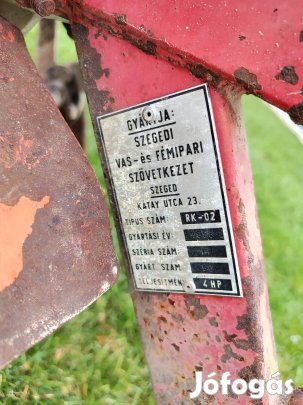 GYÁRTJA:
SZEGEDI
VAS- és FÉMIPARI
SZÖVETKEZET
SZEGED
KATAY UTCA 23.
TIPUS SZÁM: RK-02
GYÁRTÁSI ÉV:
SZÉRIA SZÁM:
GYÁRT. SZÁM
TELJESITMÉNY 4 HP
Jófogás